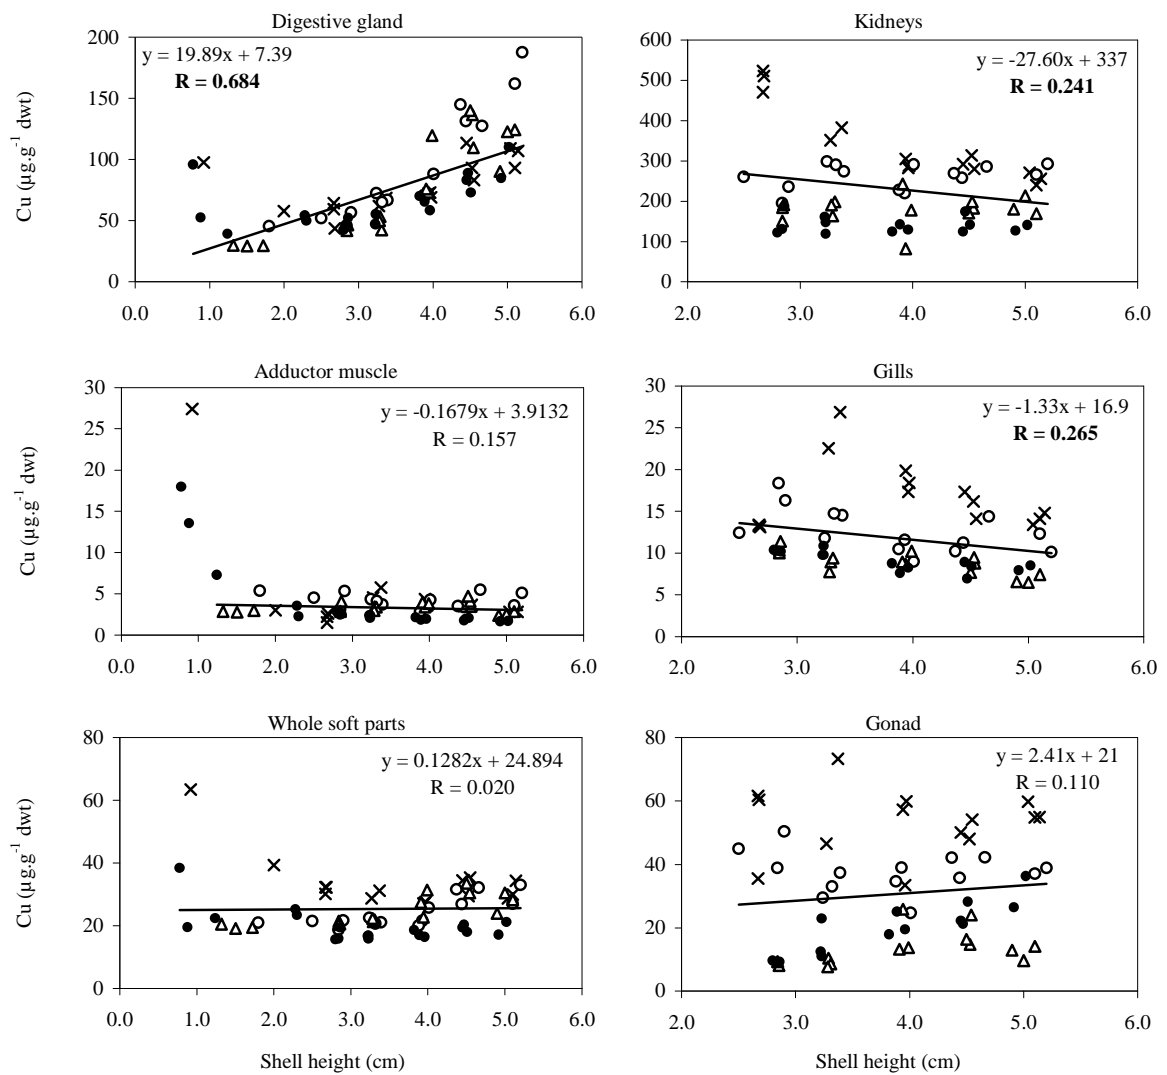 Digestive gland
Kidneys
Cu (µg.g⁻¹ dwt)
200
150
100
50
0
y = 19.89x + 7.39
R = 0.684
0.0 1.0 2.0 3.0 4.0 5.0 6.0
600
500
400
300
200
100
0
y = -27.60x + 337
R = 0.241
2.0 3.0 4.0 5.0 6.0
Adductor muscle
Gills
Cu (µg.g⁻¹ dwt)
30
25
20
15
10
5
0
y = -0.1679x + 3.9132
R = 0.157
0.0 1.0 2.0 3.0 4.0 5.0 6.0
30
25
20
15
10
5
0
y = -1.33x + 16.9
R = 0.265
2.0 3.0 4.0 5.0 6.0
Whole soft parts
Gonad
Cu (µg.g⁻¹ dwt)
80
60
40
20
0
y = 0.1282x + 24.894
R = 0.020
0.0 1.0 2.0 3.0 4.0 5.0 6.0
Shell height (cm)
80
60
40
20
0
y = 2.41x + 21
R = 0.110
2.0 3.0 4.0 5.0 6.0
Shell height (cm)